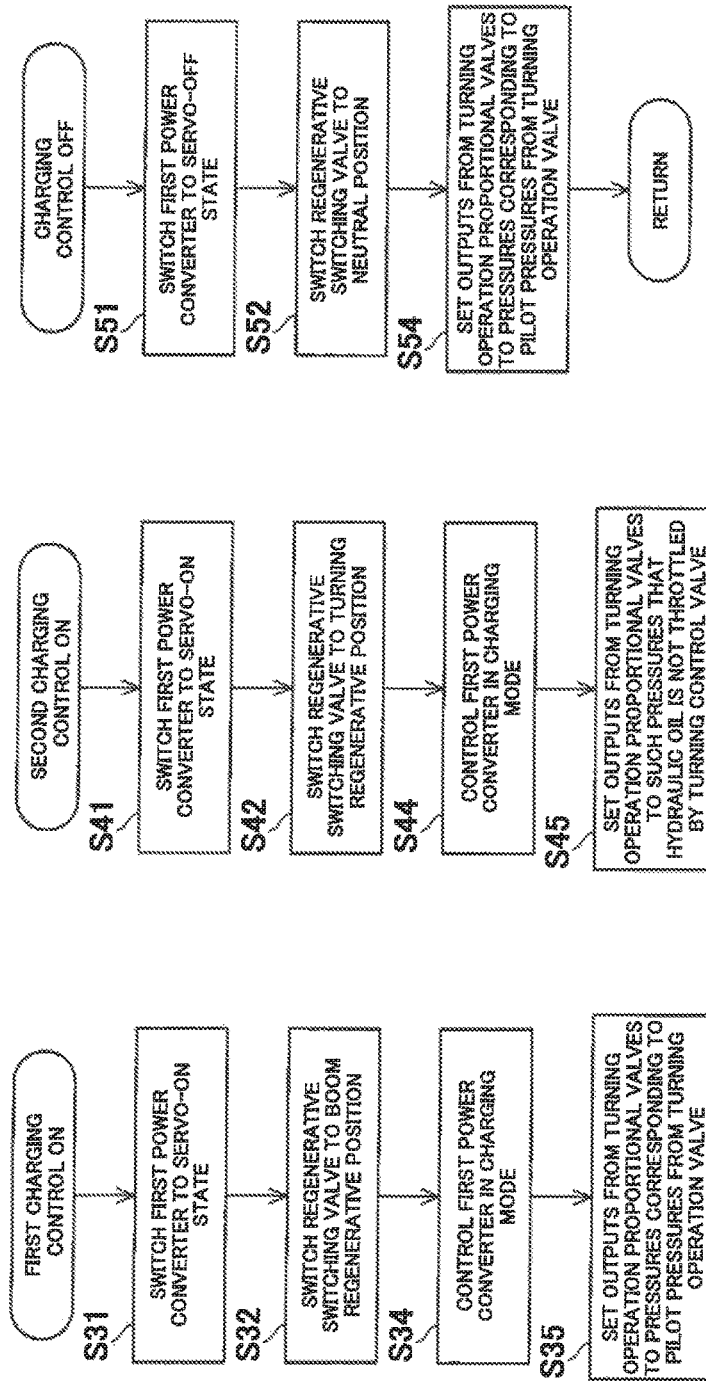 FIRST CHARGING
CONTROL ON
S31
SWITCH FIRST POWER
CONVERTER TO SERVO-ON
STATE
S32
SWITCH REGENERATIVE
SWITCHING VALVE TO BOOM
REGENERATIVE POSITION
S34
CONTROL FIRST POWER
CONVERTER IN CHARGING
MODE
S35
SET OUTPUTS FROM TURNING
OPERATION PROPORTIONAL VALVES
TO PRESSURES CORRESPONDING TO
PILOT PRESSURES FROM TURNING
OPERATION VALVE
SECOND CHARGING
CONTROL ON
S41
SWITCH FIRST POWER
CONVERTER TO SERVO-ON
STATE
S42
SWITCH REGENERATIVE
SWITCHING VALVE TO TURNING
REGENERATIVE POSITION
S44
CONTROL FIRST POWER
CONVERTER IN CHARGING
MODE
S45
SET OUTPUTS FROM TURNING
OPERATION PROPORTIONAL VALVES
TO SUCH PRESSURES THAT
HYDRAULIC OIL IS NOT THROTTLED
BY TURNING CONTROL VALVE
CHARGING
CONTROL OFF
S51
SWITCH FIRST POWER
CONVERTER TO SERVO-OFF
STATE
S52
SWITCH REGENERATIVE
SWITCHING VALVE TO
NEUTRAL POSITION
S54
SET OUTPUTS FROM TURNING
OPERATION PROPORTIONAL VALVES
TO PRESSURES CORRESPONDING TO
PILOT PRESSURES FROM TURNING
OPERATION VALVE
RETURN